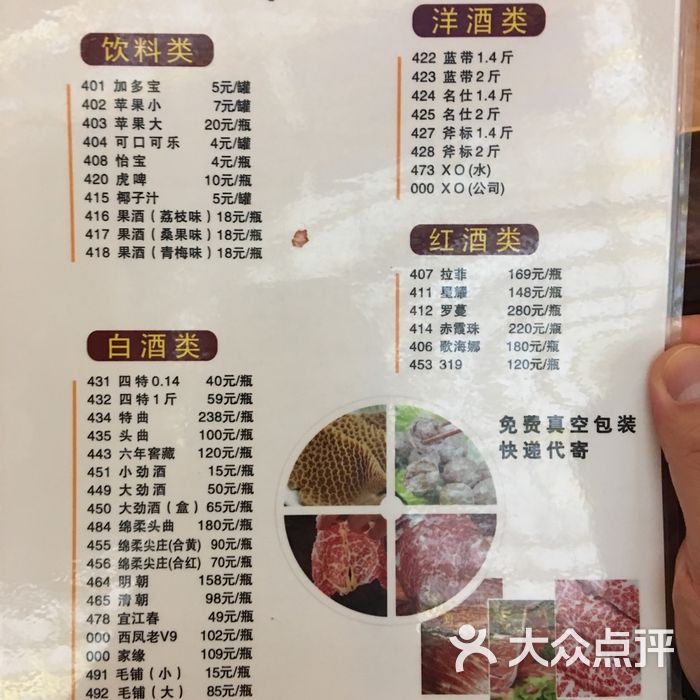 饮料类
401 加多宝 5元/罐
402 苹果小 7元/罐
403 苹果大 20元/瓶
404 可口可乐 4元/罐
408 怡宝 4元/瓶
420 虎啤 10元/瓶
415 椰子汁 5元/罐
416 果酒(荔枝味)18元/瓶
417 果酒(桑果味)18元/瓶
418 果酒(青梅味)18元/瓶
白酒类
431 四特0.14 40元/瓶
432 四特1斤 59元/瓶
434 特曲 238元/瓶
435 头曲 100元/瓶
443 六年窖藏 120元/瓶
451 小劲酒 15元/瓶
449 大劲酒 50元/瓶
450 大劲酒(盒)65元/瓶
484 绵柔头曲 180元/瓶
455 绵柔尖庄(合黄) 90元/瓶
456 绵柔尖庄(合红) 70元/瓶
464 明朝 158元/瓶
465 清朝 98元/瓶
478 宜江春 49元/瓶
000 西凤老V9 102元/瓶
000 家缘 109元/瓶
491 毛铺(小) 15元/瓶
492 毛铺(大) 85元/瓶
洋酒类
422 蓝带1.4斤
423 蓝带2斤
424 名仕1.4斤
425 名仕2斤
427 斧标1.4斤
428 斧标2斤
473 XO(水)
000 XO(公司)
红酒类
407 拉菲 169元/瓶
411 星耀 148元/瓶
412 罗蔓 280元/瓶
414 赤霞珠 220元/瓶
406 歌海娜 180元/瓶
453 319 120元/瓶
免费真空包装
快递代寄
大众点评